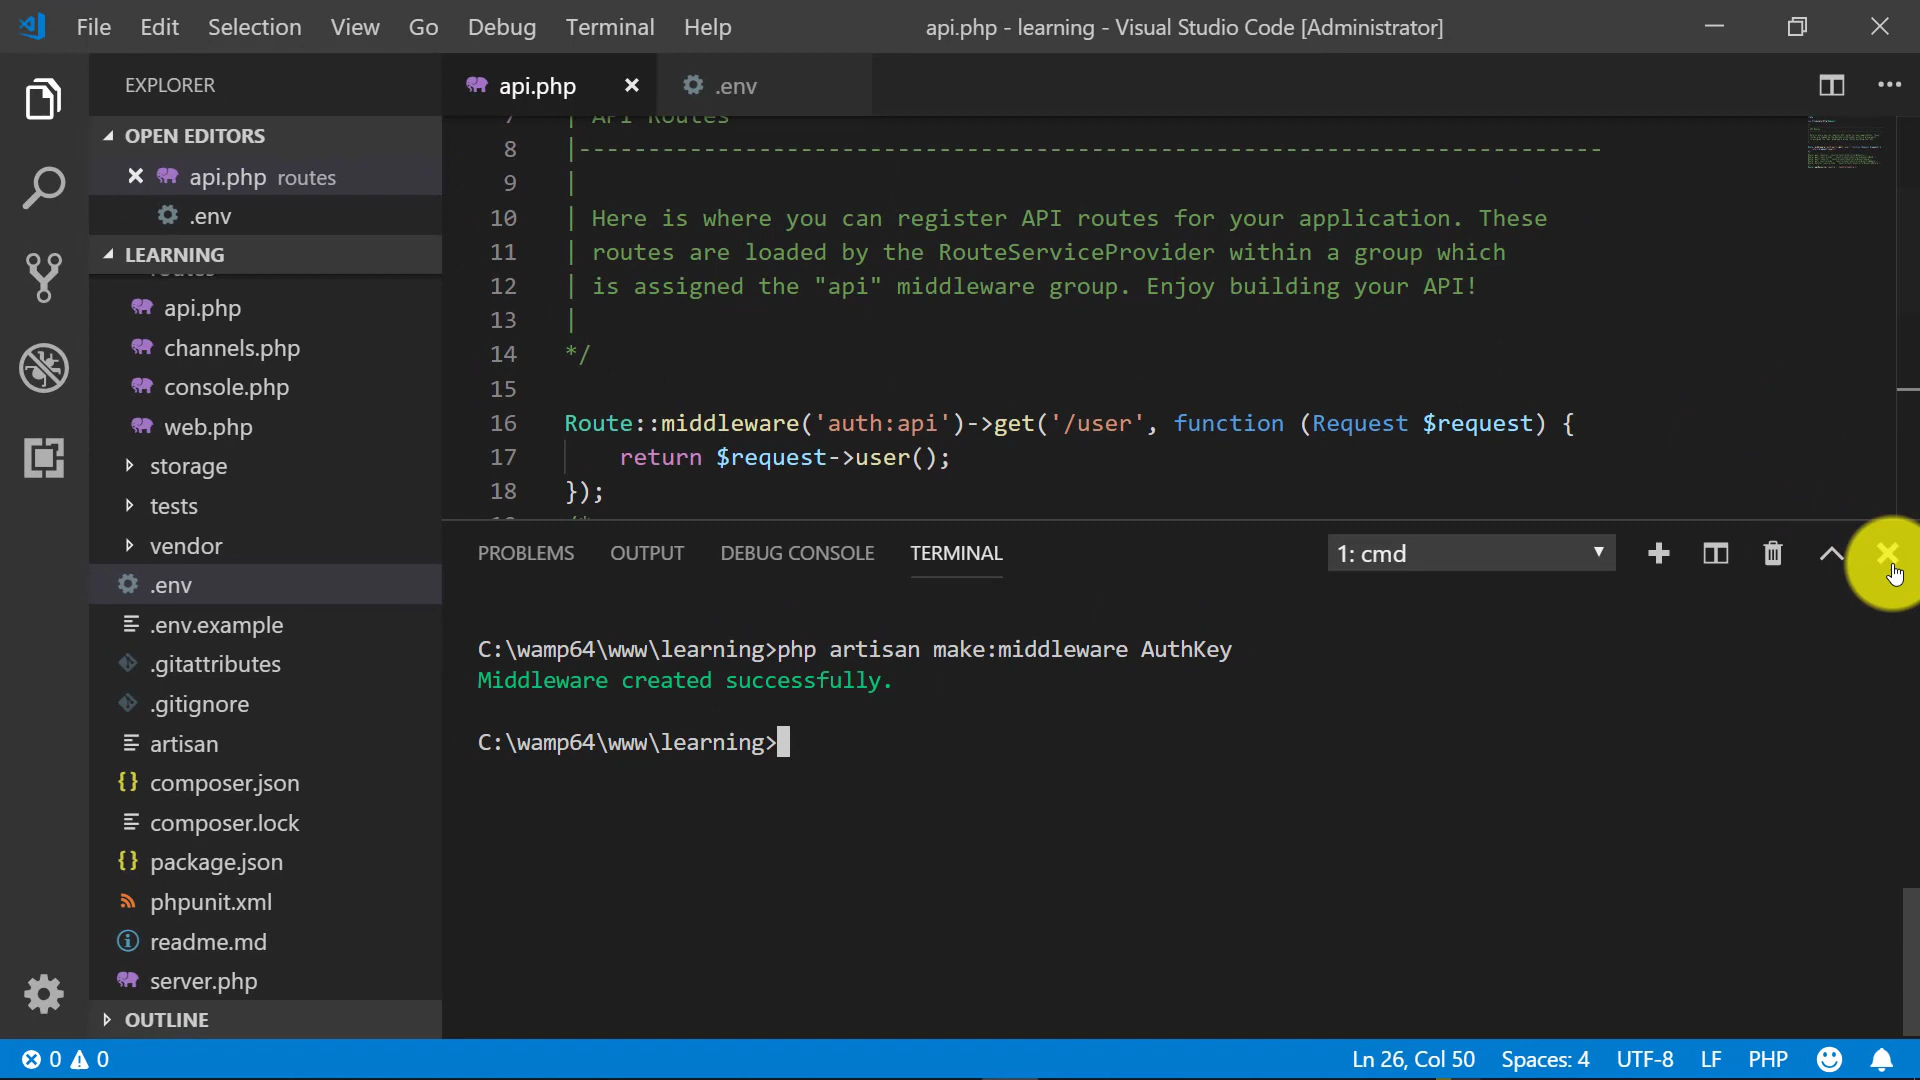 File Edit Selection View Go Debug Terminal Help api.php - learning - Visual Studio Code [Administrator]
EXPLORER
api.php
.env
OPEN EDITORS
api.php routes
.env
LEARNING
routes
api.php
channels.php
console.php
web.php
storage
tests
vendor
.env
.env.example
.gitattributes
.gitignore
artisan
composer.json
composer.lock
package.json
phpunit.xml
readme.md
server.php
OUTLINE
7 | API Routes
8 |--------------------------------------------------------------------------
9 |
10 | Here is where you can register API routes for your application. These
11 | routes are loaded by the RouteServiceProvider within a group which
12 | is assigned the "api" middleware group. Enjoy building your API!
13 |
14 */
15
16 Route::middleware('auth:api')->get('/user', function (Request $request) {
17 return $request->user();
18 });
19 /*
PROBLEMS OUTPUT DEBUG CONSOLE TERMINAL 1: cmd
C:\wamp64\www\learning>php artisan make:middleware AuthKey
Middleware created successfully.
C:\wamp64\www\learning>
0 0 Ln 26, Col 50 Spaces: 4 UTF-8 LF PHP